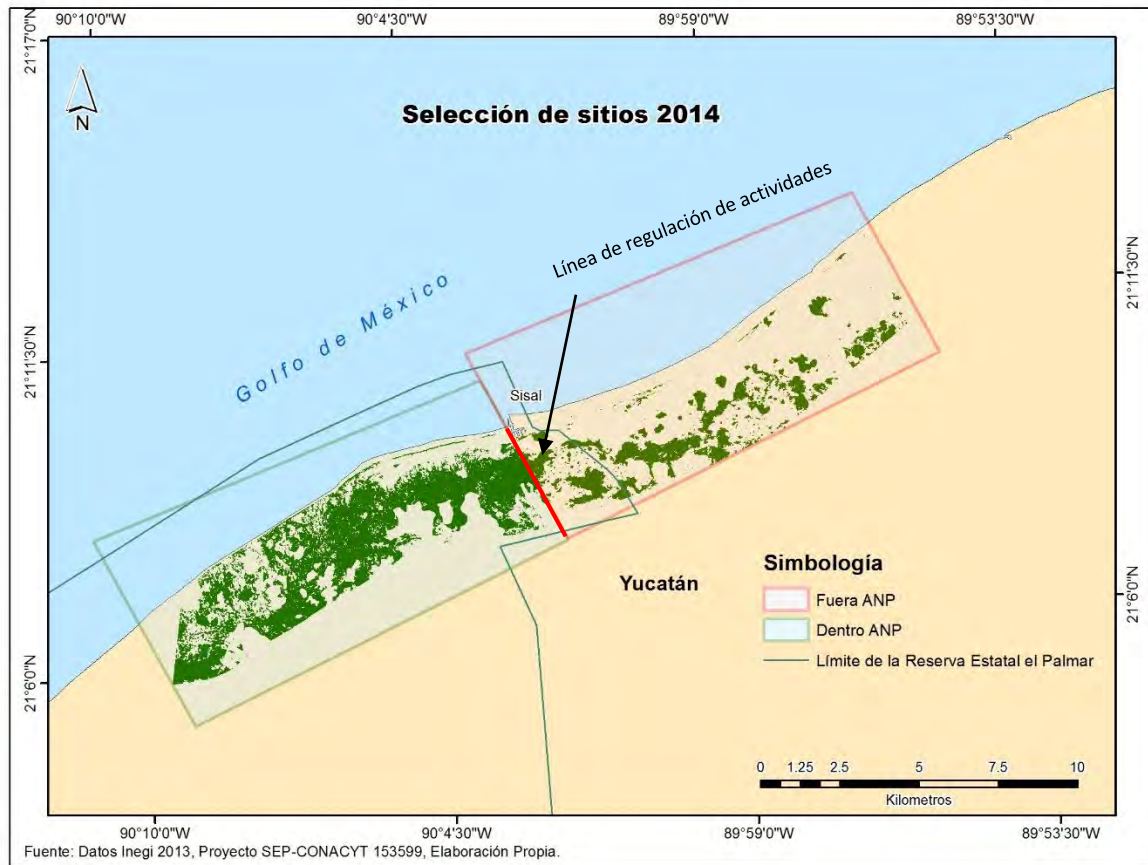 90°10'0"W 90°4'30"W 89°59'0"W 89°53'30"W
21°17'0"N
N
Selección de sitios 2014
Línea de regulación de actividades
21°11'30"N
Golfo de México
21°11'30"N
Sisal
Yucatán
Simbología
Fuera ANP
Dentro ANP
Límite de la Reserva Estatal el Palmar
21°6'0"N
21°6'0"N
0 1.25 2.5 5 7.5 10
Kilometros
90°10'0"W 90°4'30"W 89°59'0"W 89°53'30"W
Fuente: Datos Inegi 2013, Proyecto SEP-CONACYT 153599, Elaboración Propia.